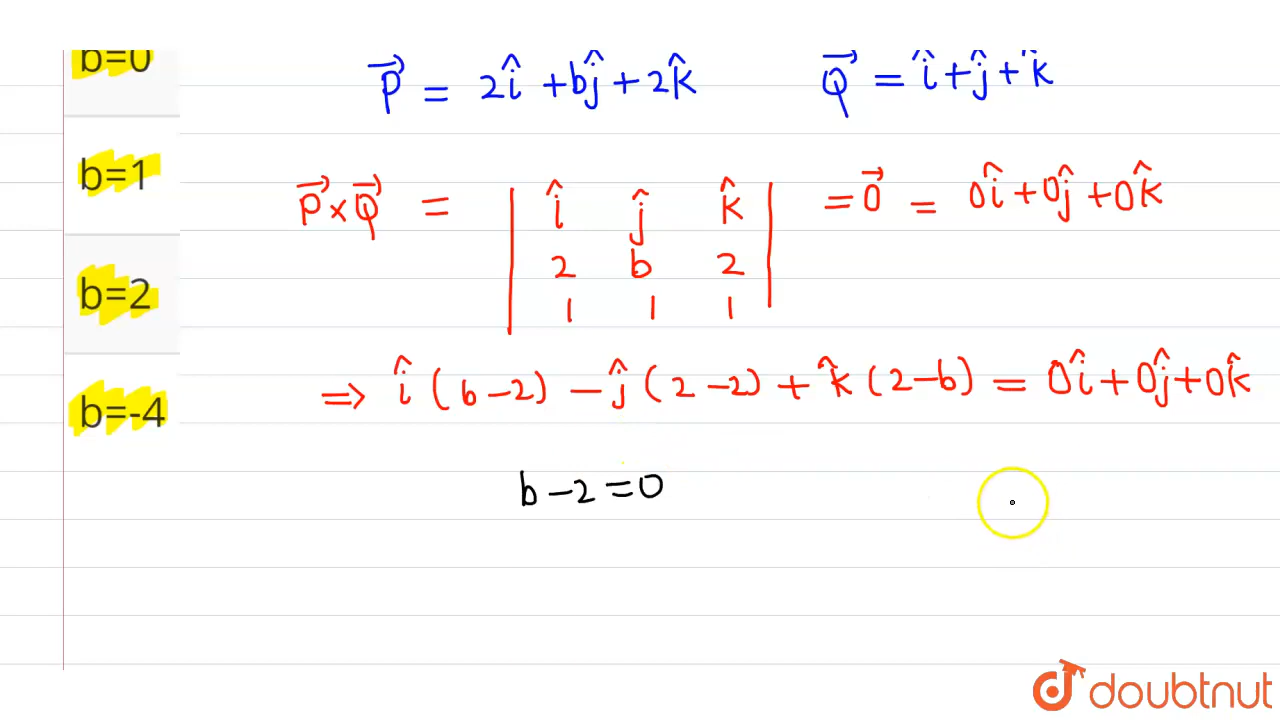 b=0
P⃗ = 2î + bĵ + 2k̂    Q⃗ = î + ĵ + k̂
b=1
P⃗ × Q⃗ = | î ĵ k̂ | = 0⃗ = 0î + 0ĵ + 0k̂
2 b 2
1 1 1
b=2
⇒ î (b-2) - ĵ (2-2) + k̂ (2-b) = 0î + 0ĵ + 0k̂
b=-4
b-2=0
doubtnut